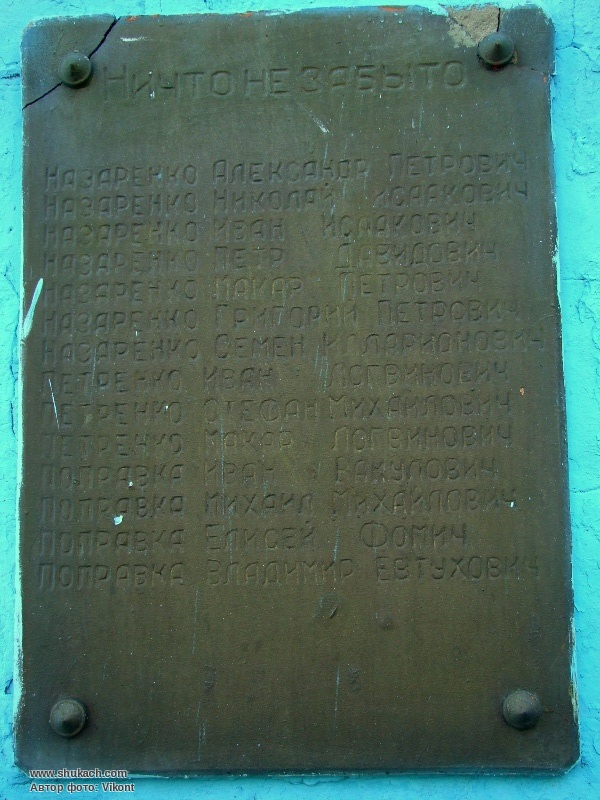 НИЧТО НЕ ЗАБЫТО
НАЗАРЕНКО АЛЕКСАНДР ПЕТРОВИЧ
НАЗАРЕНКО НИКОЛАЙ ИСААКОВИЧ
НАЗАРЕНКО ИВАН ИСААКОВИЧ
НАЗАРЕНКО ПЕТР ДАВИДОВИЧ
НАЗАРЕНКО МАКАР ПЕТРОВИЧ
НАЗАРЕНКО ГРИГОРИЙ ПЕТРОВИЧ
НАЗАРЕНКО СЕМЕН ИЛЛАРИОНОВИЧ
ПЕТРЕНКО ИВАН ЛОГВИНОВИЧ
ПЕТРЕНКО СТЕФАН МИХАЙЛОВИЧ
ПЕТРЕНКО МАКАР ЛОГВИНОВИЧ
ПОПРАВКА ИВАН ВАКУЛОВИЧ
ПОПРАВКА МИХАИЛ МИХАЙЛОВИЧ
ПОПРАВКА ЕЛИСЕЙ ФОМИЧ
ПОПРАВКА ВЛАДИМИР ЕВТУХОВИЧ
www.shukach.com
Автор фото: Vikont